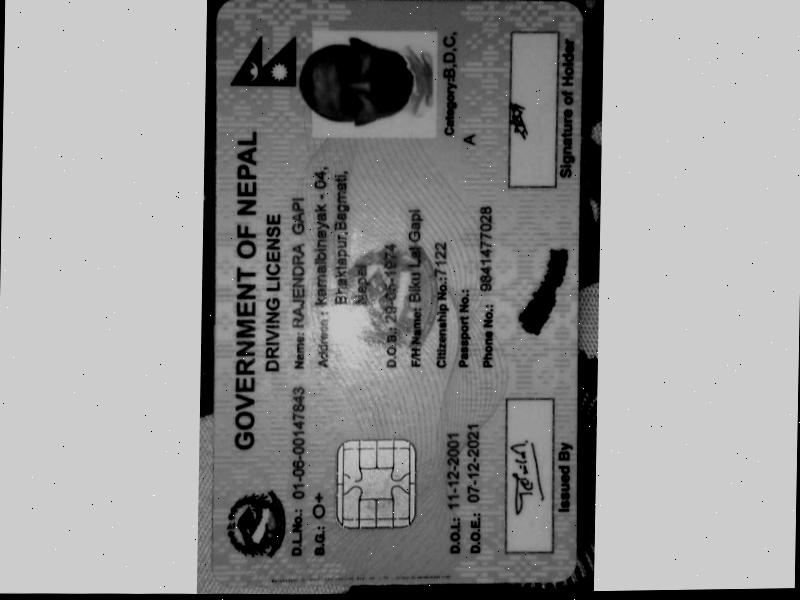 GOVERNMENT OF NEPAL
DRIVING LICENSE
D.L.No.: 01-06-00147843 Name: RAJENDRA GAPI
B.G.: O+ Address: Kamalbinayak - 04,
Bhaktapur,Bagmati,
Nepal
D.O.B.: 29-05-1974
F/H Name: Biku Lal Gapi
Citizenship No.:7122 Category:B,D,C,
A
D.O.I.: 11-12-2001 Passport No.:
D.O.E.: 07-12-2021 Phone No.: 9841477028
Issued By Signature of Holder